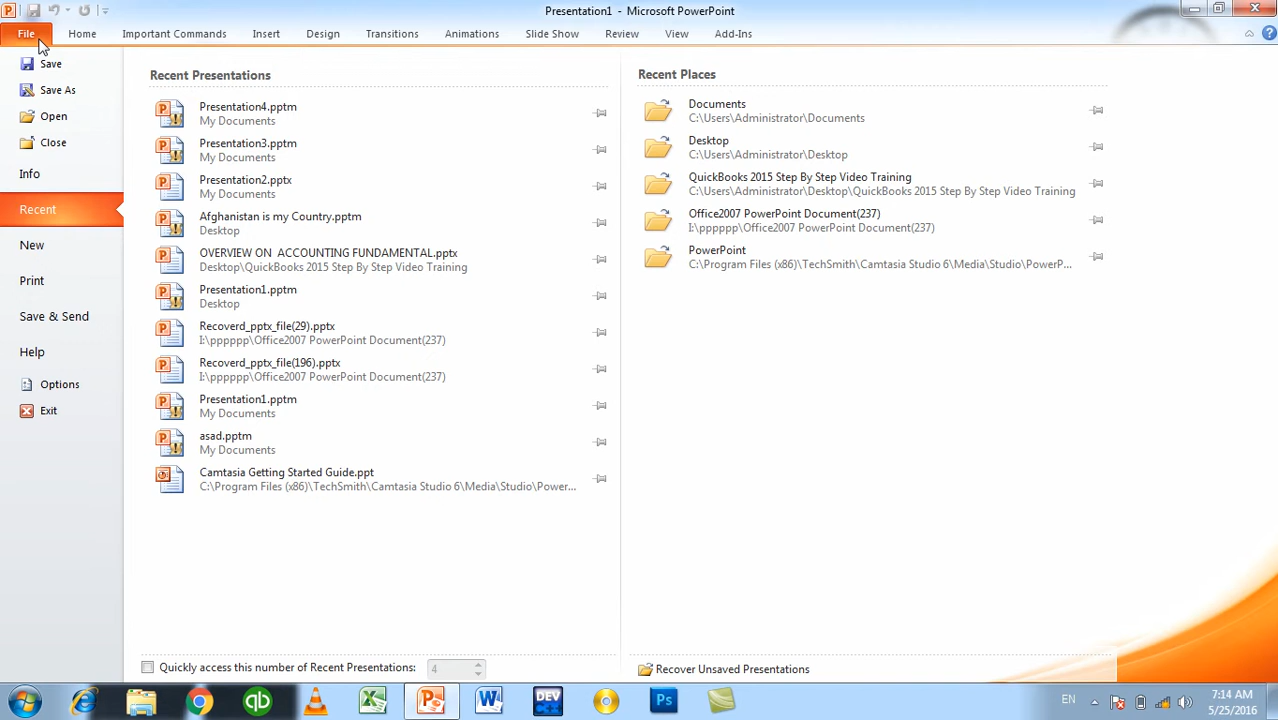 Presentation1 - Microsoft PowerPoint
File Home Important Commands Insert Design Transitions Animations Slide Show Review View Add-Ins
Save
Save As
Open
Close
Info
Recent
New
Print
Save & Send
Help
Options
Exit
Recent Presentations
Presentation4.pptm
My Documents
Presentation3.pptm
My Documents
Presentation2.pptx
My Documents
Afghanistan is my Country.pptm
Desktop
OVERVIEW ON ACCOUNTING FUNDAMENTAL.pptx
Desktop\QuickBooks 2015 Step By Step Video Training
Presentation1.pptm
Desktop
Recoverd_pptx_file(29).pptx
I:\pppppp\Office2007 PowerPoint Document(237)
Recoverd_pptx_file(196).pptx
I:\pppppp\Office2007 PowerPoint Document(237)
Presentation1.pptm
My Documents
asad.pptm
My Documents
Camtasia Getting Started Guide.ppt
C:\Program Files (x86)\TechSmith\Camtasia Studio 6\Media\Studio\Power...
Quickly access this number of Recent Presentations: 4
Recent Places
Documents
C:\Users\Administrator\Documents
Desktop
C:\Users\Administrator\Desktop
QuickBooks 2015 Step By Step Video Training
C:\Users\Administrator\Desktop\QuickBooks 2015 Step By Step Video Training
Office2007 PowerPoint Document(237)
I:\pppppp\Office2007 PowerPoint Document(237)
PowerPoint
C:\Program Files (x86)\TechSmith\Camtasia Studio 6\Media\Studio\PowerP...
Recover Unsaved Presentations
qb
DEV
Ps
EN
7:14 AM
5/25/2016